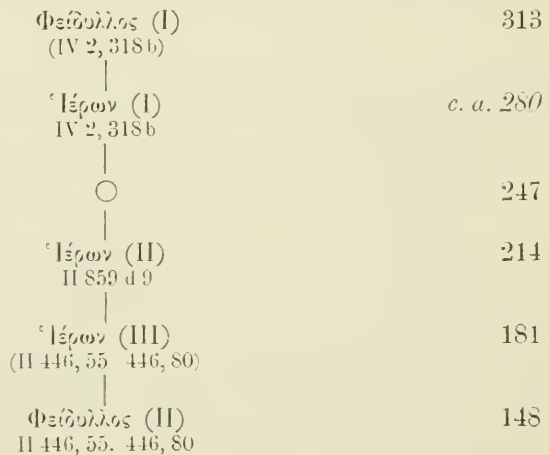 Φείδυλλος (I) 313
(IV 2, 318 b)
Ἱέρων (I) c. a. 280
IV 2, 318 b
247
Ἱέρων (II) 214
II 859 d 9
Ἱέρων (III) 181
(II 446, 55 446, 80)
Φείδυλλος (II) 148
II 446, 55. 446, 80